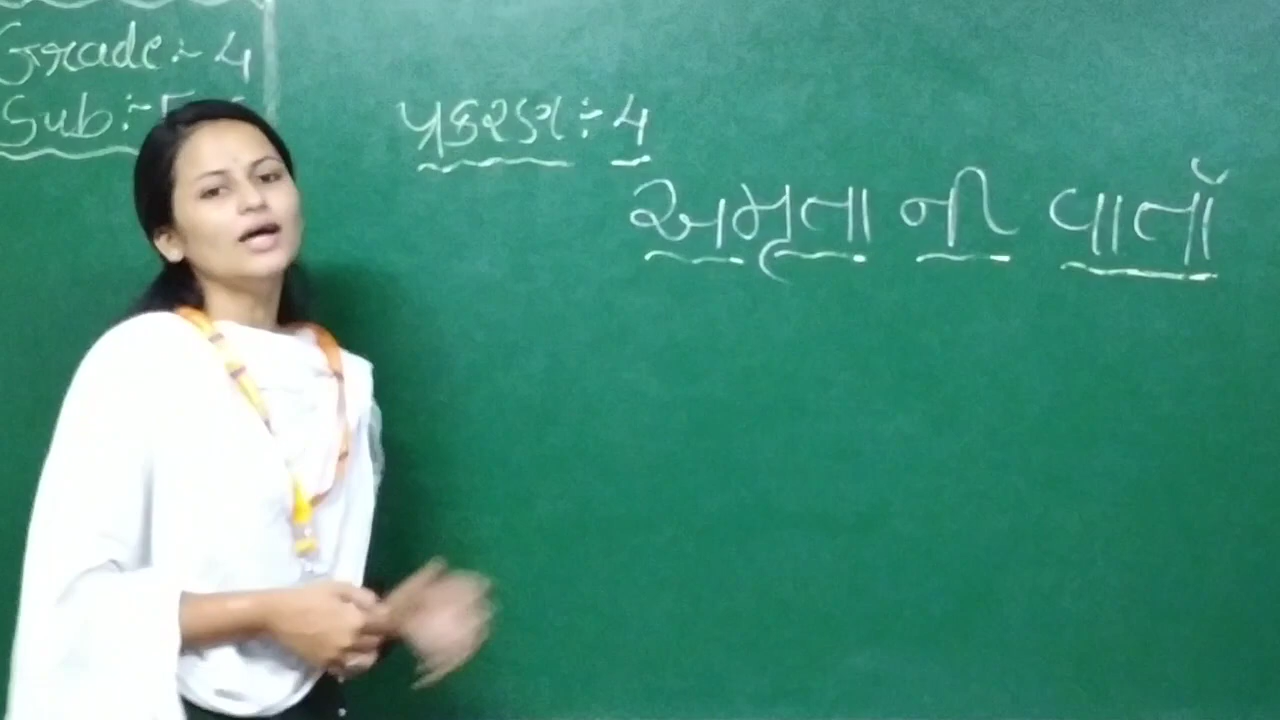 Grade :- 4
Sub :-
પ્રકરણ :- 4
અમૃતા ની વાર્તા